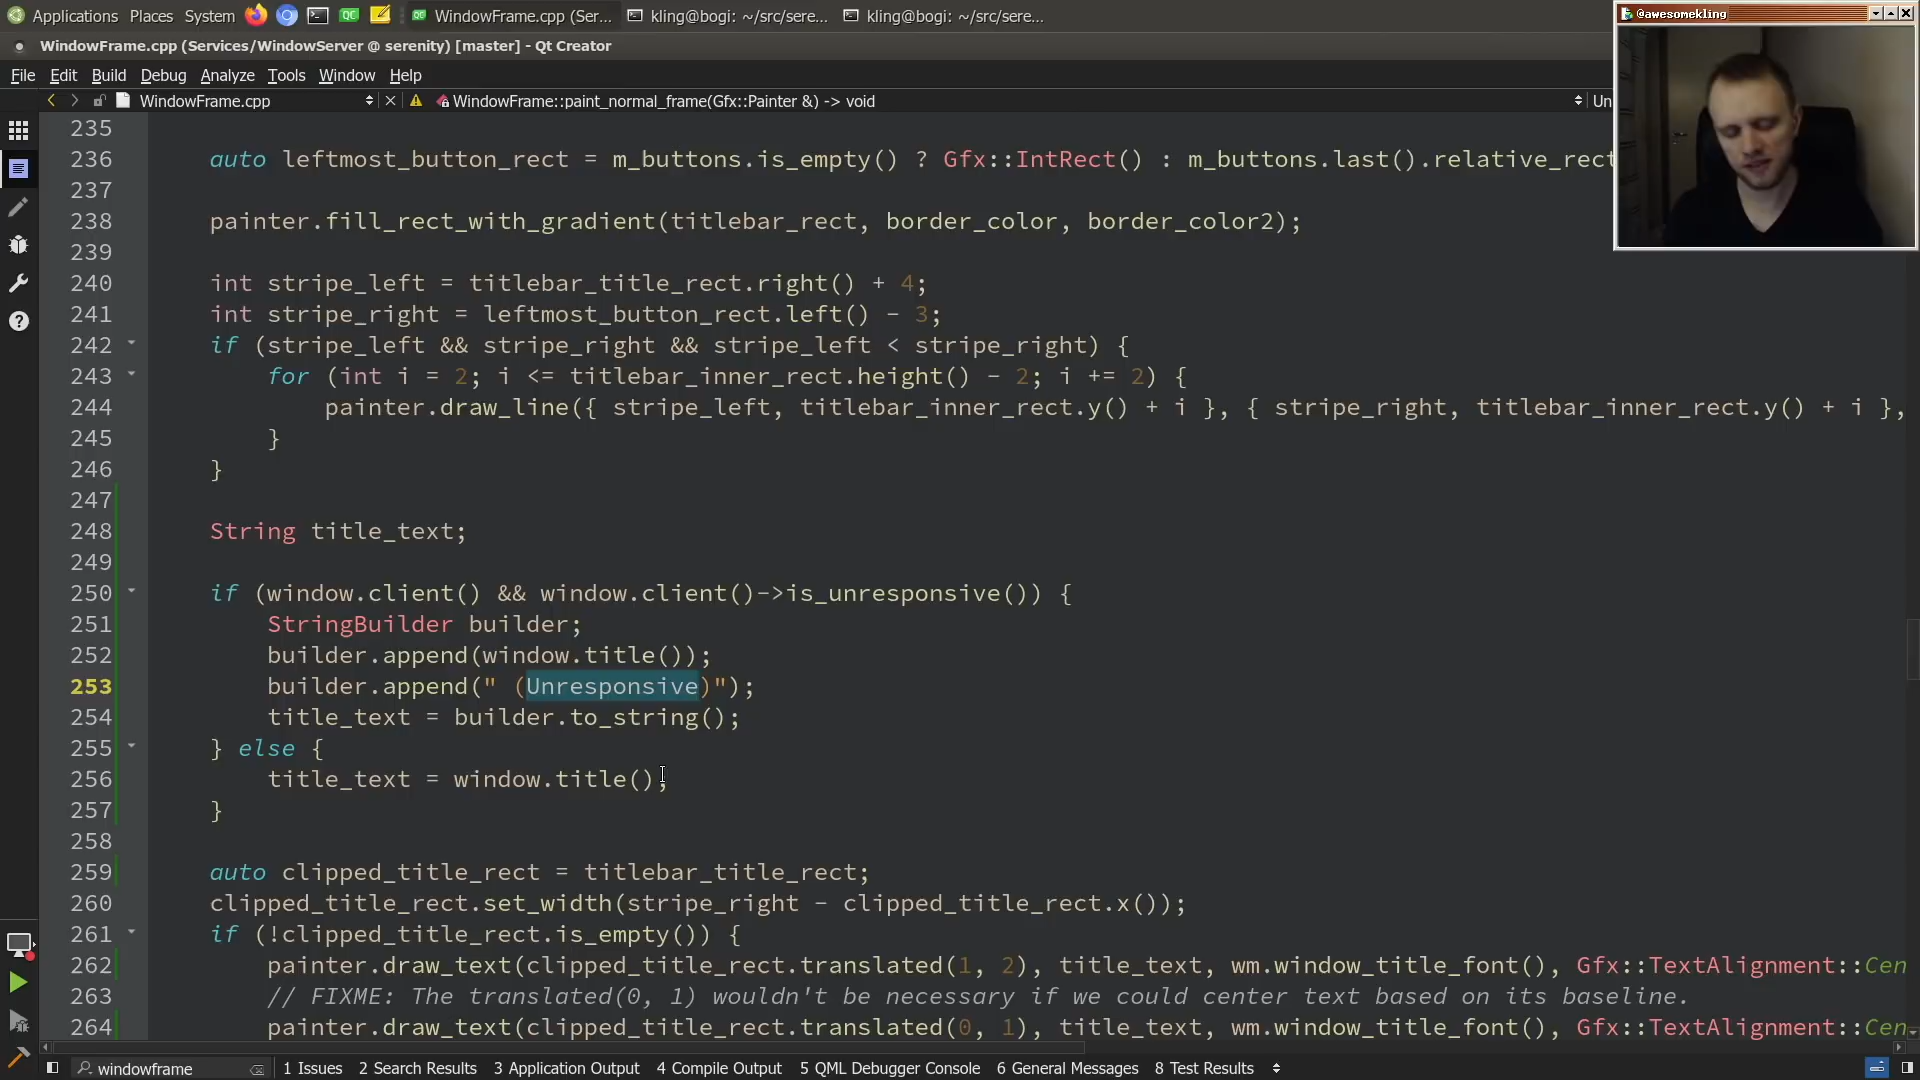 Applications Places System WindowFrame.cpp (Ser... kling@bogi: ~/src/sere... kling@bogi: ~/src/sere...
@awesomekling
WindowFrame.cpp (Services/WindowServer @ serenity) [master] - Qt Creator
File Edit Build Debug Analyze Tools Window Help
WindowFrame.cpp WindowFrame::paint_normal_frame(Gfx::Painter &) -> void Un
235
236 auto leftmost_button_rect = m_buttons.is_empty() ? Gfx::IntRect() : m_buttons.last().relative_rect
237
238 painter.fill_rect_with_gradient(titlebar_rect, border_color, border_color2);
239
240 int stripe_left = titlebar_title_rect.right() + 4;
241 int stripe_right = leftmost_button_rect.left() - 3;
242 if (stripe_left && stripe_right && stripe_left < stripe_right) {
243 for (int i = 2; i <= titlebar_inner_rect.height() - 2; i += 2) {
244 painter.draw_line({ stripe_left, titlebar_inner_rect.y() + i }, { stripe_right, titlebar_inner_rect.y() + i },
245 }
246 }
247
248 String title_text;
249
250 if (window.client() && window.client()->is_unresponsive()) {
251 StringBuilder builder;
252 builder.append(window.title());
253 builder.append(" (Unresponsive)");
254 title_text = builder.to_string();
255 } else {
256 title_text = window.title();
257 }
258
259 auto clipped_title_rect = titlebar_title_rect;
260 clipped_title_rect.set_width(stripe_right - clipped_title_rect.x());
261 if (!clipped_title_rect.is_empty()) {
262 painter.draw_text(clipped_title_rect.translated(1, 2), title_text, wm.window_title_font(), Gfx::TextAlignment::Cen
263 // FIXME: The translated(0, 1) wouldn't be necessary if we could center text based on its baseline.
264 painter.draw_text(clipped_title_rect.translated(0, 1), title_text, wm.window_title_font(), Gfx::TextAlignment::Cen
windowframe 1 Issues 2 Search Results 3 Application Output 4 Compile Output 5 QML Debugger Console 6 General Messages 8 Test Results